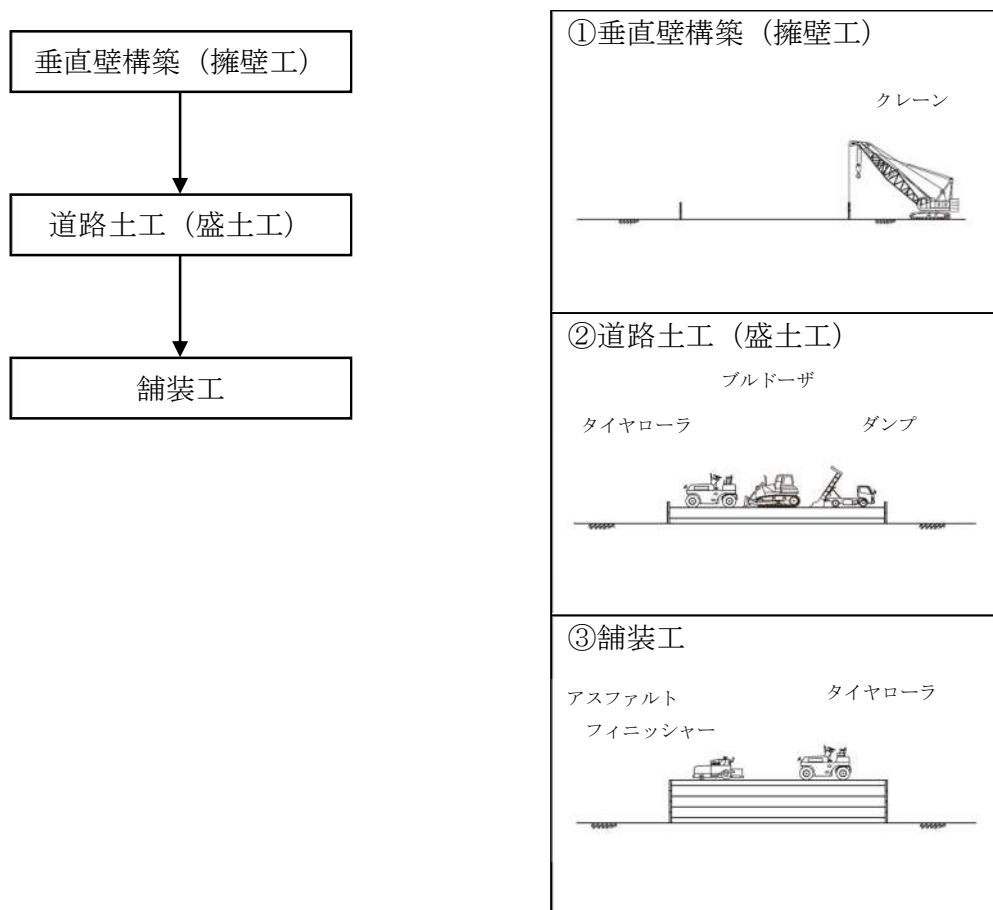 垂直壁構築（擁壁工）
道路土工（盛土工）
舗装工
①垂直壁構築（擁壁工）
クレーン
②道路土工（盛土工）
ブルドーザ
タイヤローラ
ダンプ
③舗装工
アスファルト
フィニッシャー
タイヤローラ